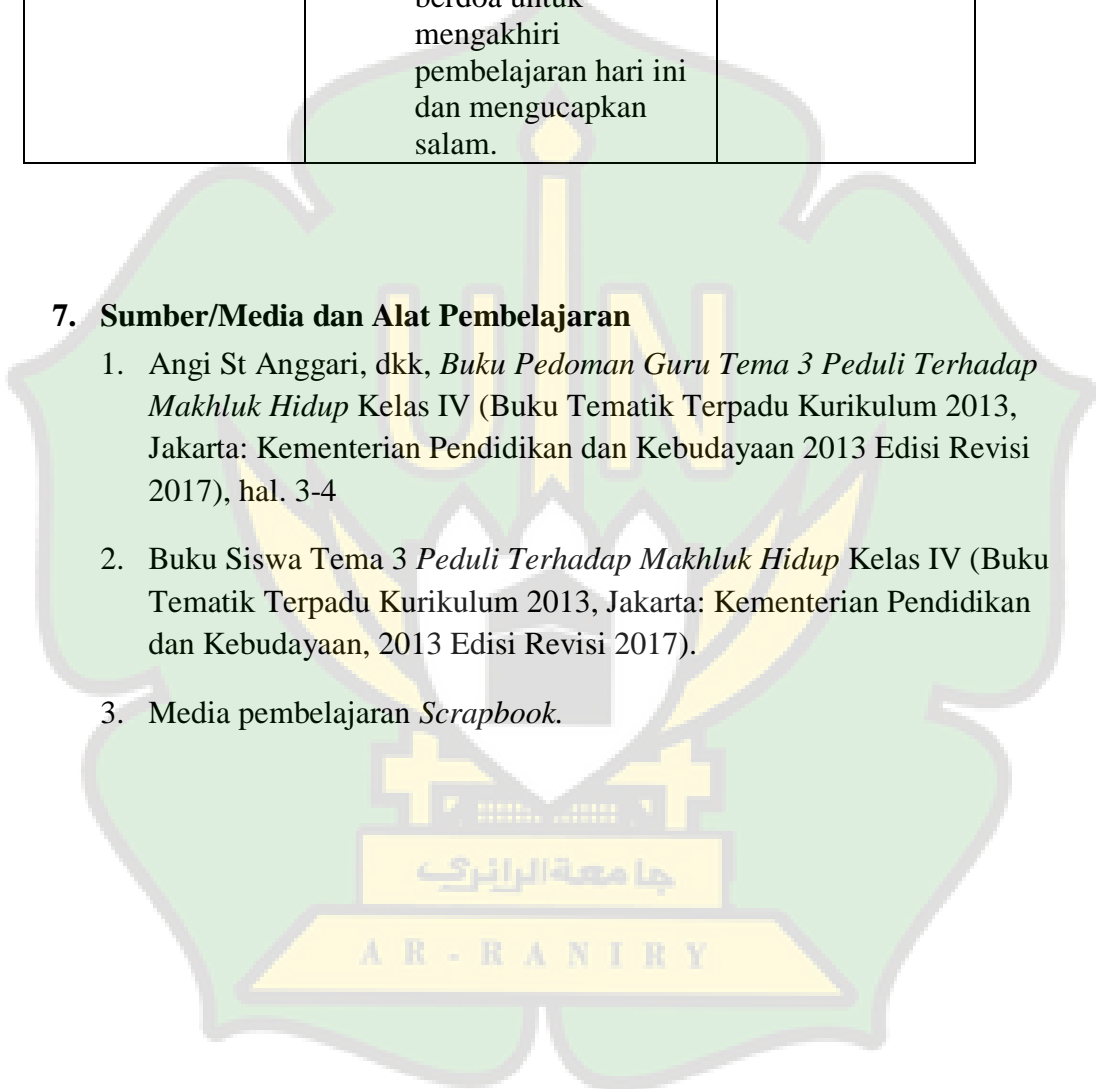 berdoa untuk
mengakhiri
pembelajaran hari ini
dan mengucapkan
salam.
7. Sumber/Media dan Alat Pembelajaran
1. Angi St Anggari, dkk, Buku Pedoman Guru Tema 3 Peduli Terhadap
Makhluk Hidup Kelas IV (Buku Tematik Terpadu Kurikulum 2013,
Jakarta: Kementerian Pendidikan dan Kebudayaan 2013 Edisi Revisi
2017), hal. 3-4
2. Buku Siswa Tema 3 Peduli Terhadap Makhluk Hidup Kelas IV (Buku
Tematik Terpadu Kurikulum 2013, Jakarta: Kementerian Pendidikan
dan Kebudayaan, 2013 Edisi Revisi 2017).
3. Media pembelajaran Scrapbook.
UIN
جامعة الرانري
AR-RANIRY